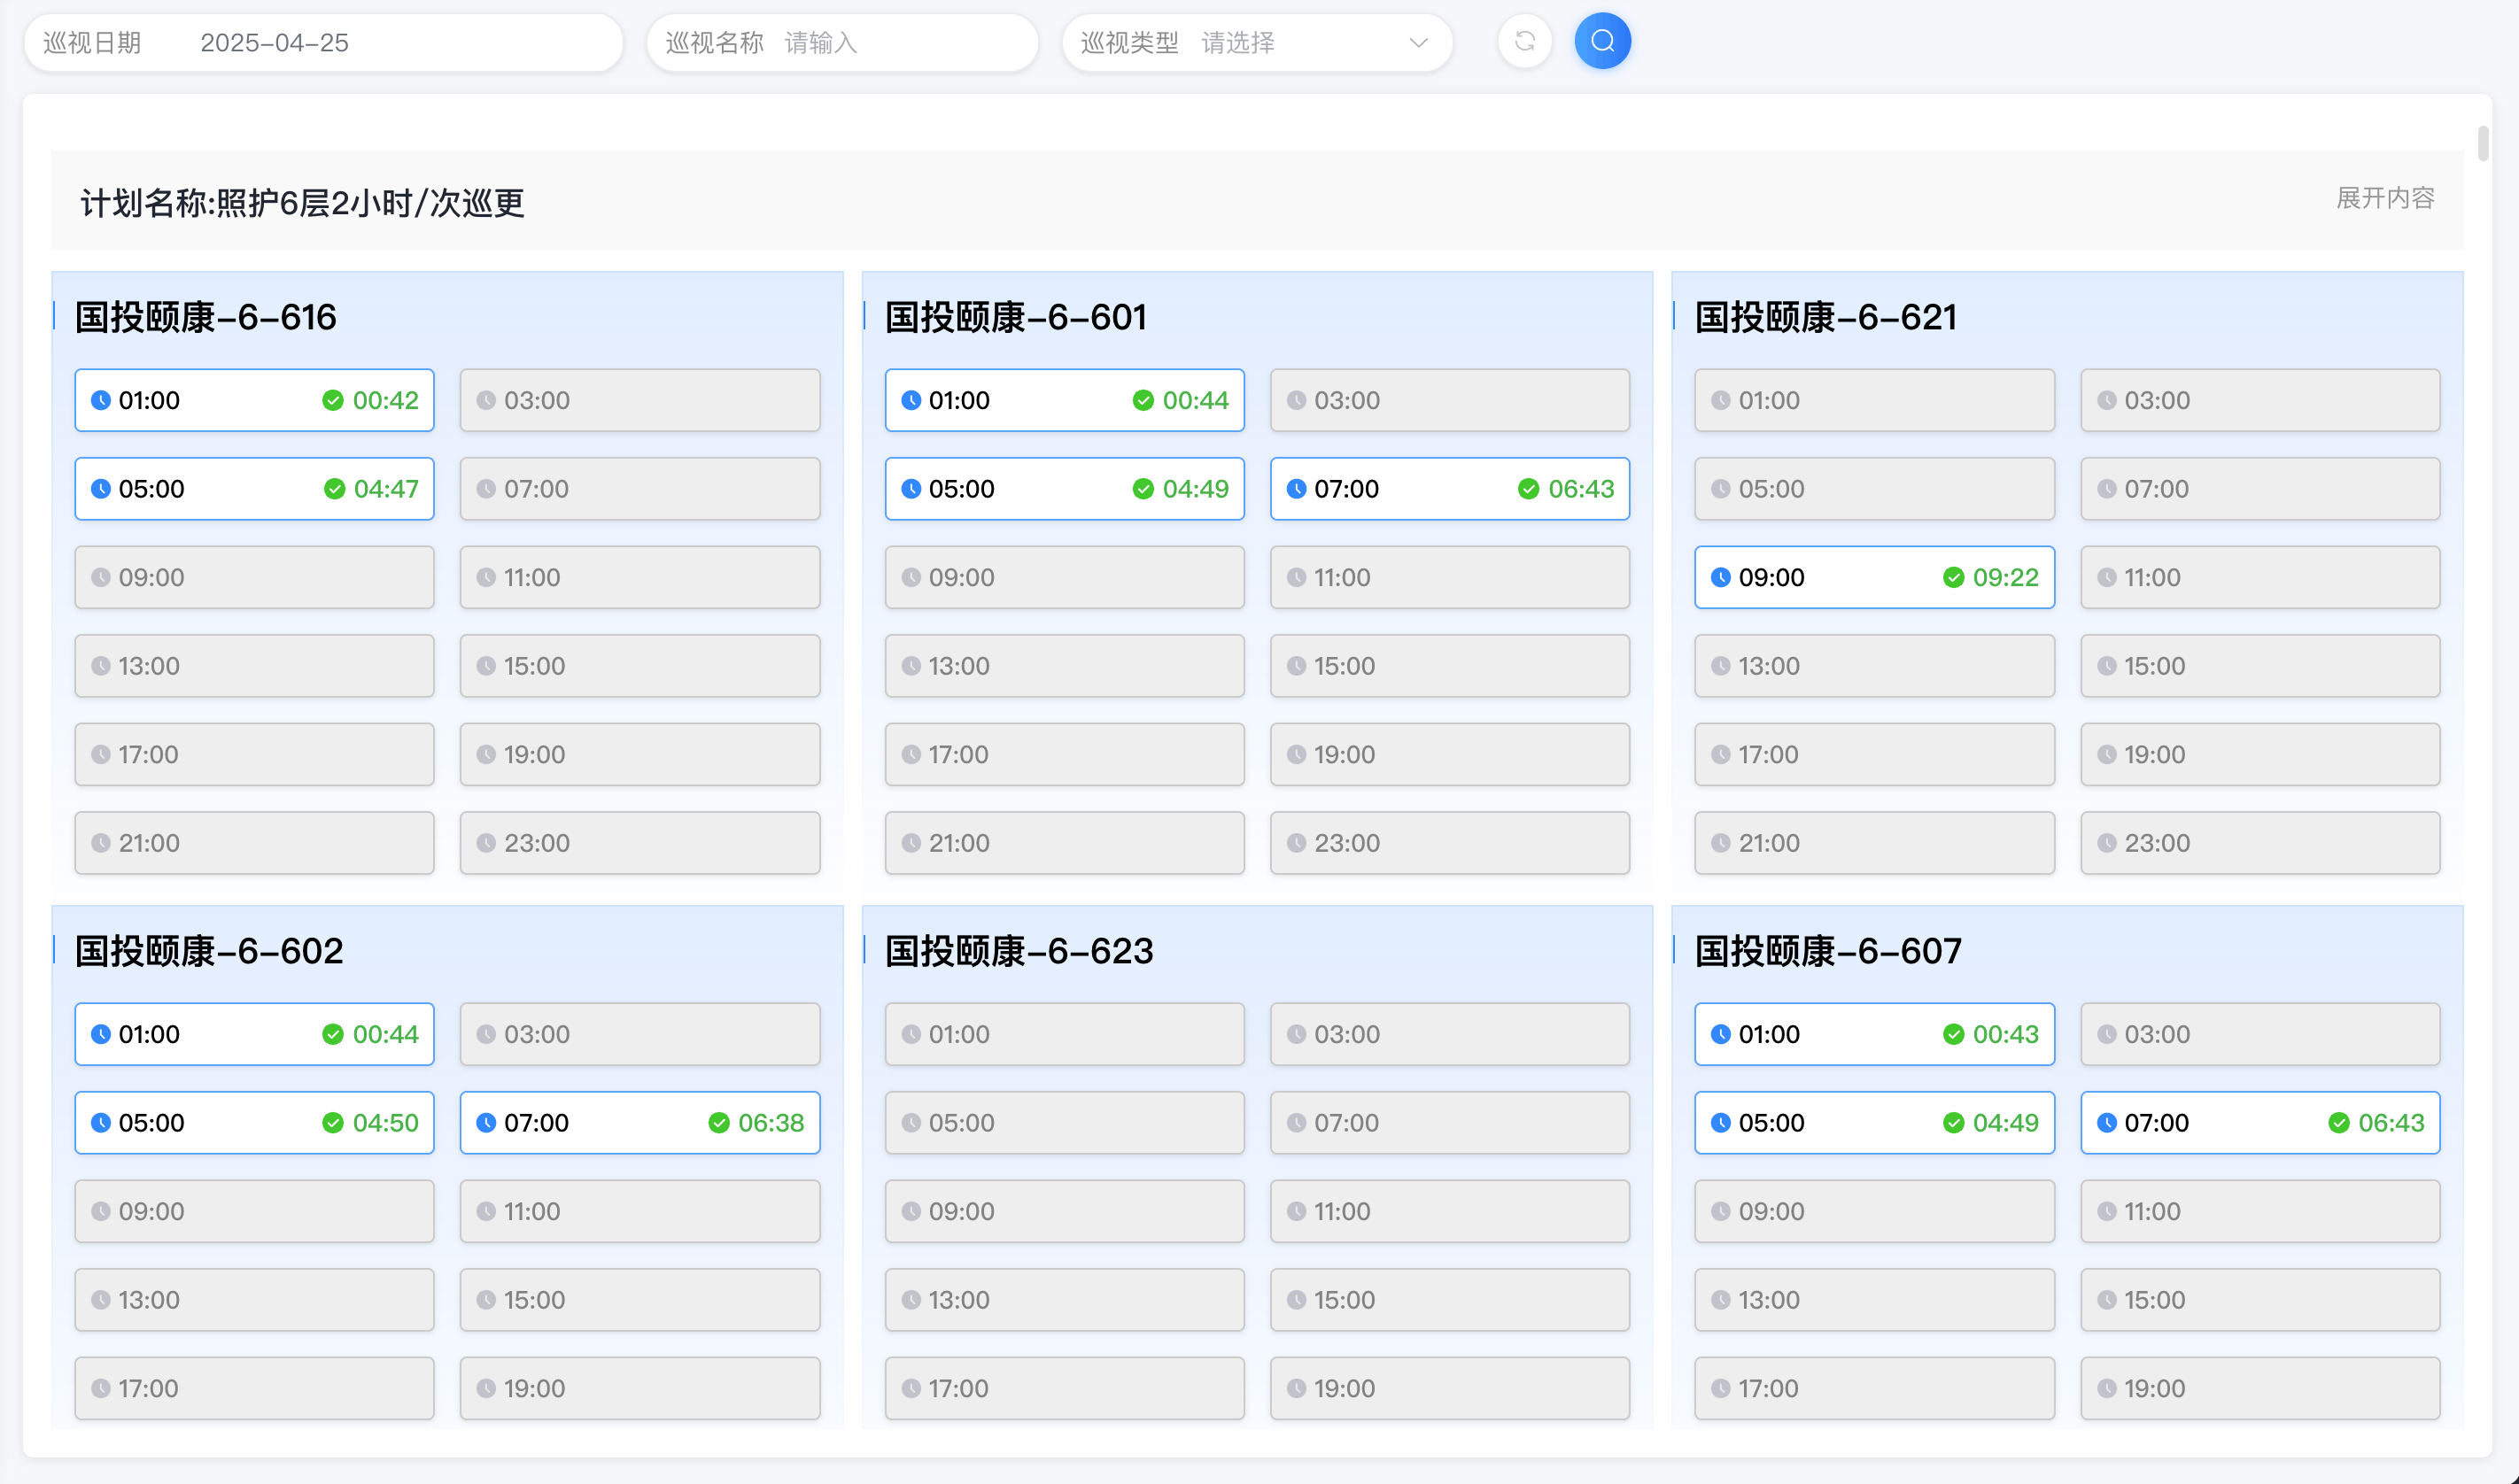 巡视日期 2025-04-25 巡视名称 请输入 巡视类型 请选择
计划名称:照护6层2小时/次巡更 展开内容
国投颐康-6-616
01:00 00:42 03:00
05:00 04:47 07:00
09:00 11:00
13:00 15:00
17:00 19:00
21:00 23:00
国投颐康-6-601
01:00 00:44 03:00
05:00 04:49 07:00 06:43
09:00 11:00
13:00 15:00
17:00 19:00
21:00 23:00
国投颐康-6-621
01:00 03:00
05:00 07:00
09:00 09:22 11:00
13:00 15:00
17:00 19:00
21:00 23:00
国投颐康-6-602
01:00 00:44 03:00
05:00 04:50 07:00 06:38
09:00 11:00
13:00 15:00
17:00 19:00
国投颐康-6-623
01:00 03:00
05:00 07:00
09:00 11:00
13:00 15:00
17:00 19:00
国投颐康-6-607
01:00 00:43 03:00
05:00 04:49 07:00 06:43
09:00 11:00
13:00 15:00
17:00 19:00